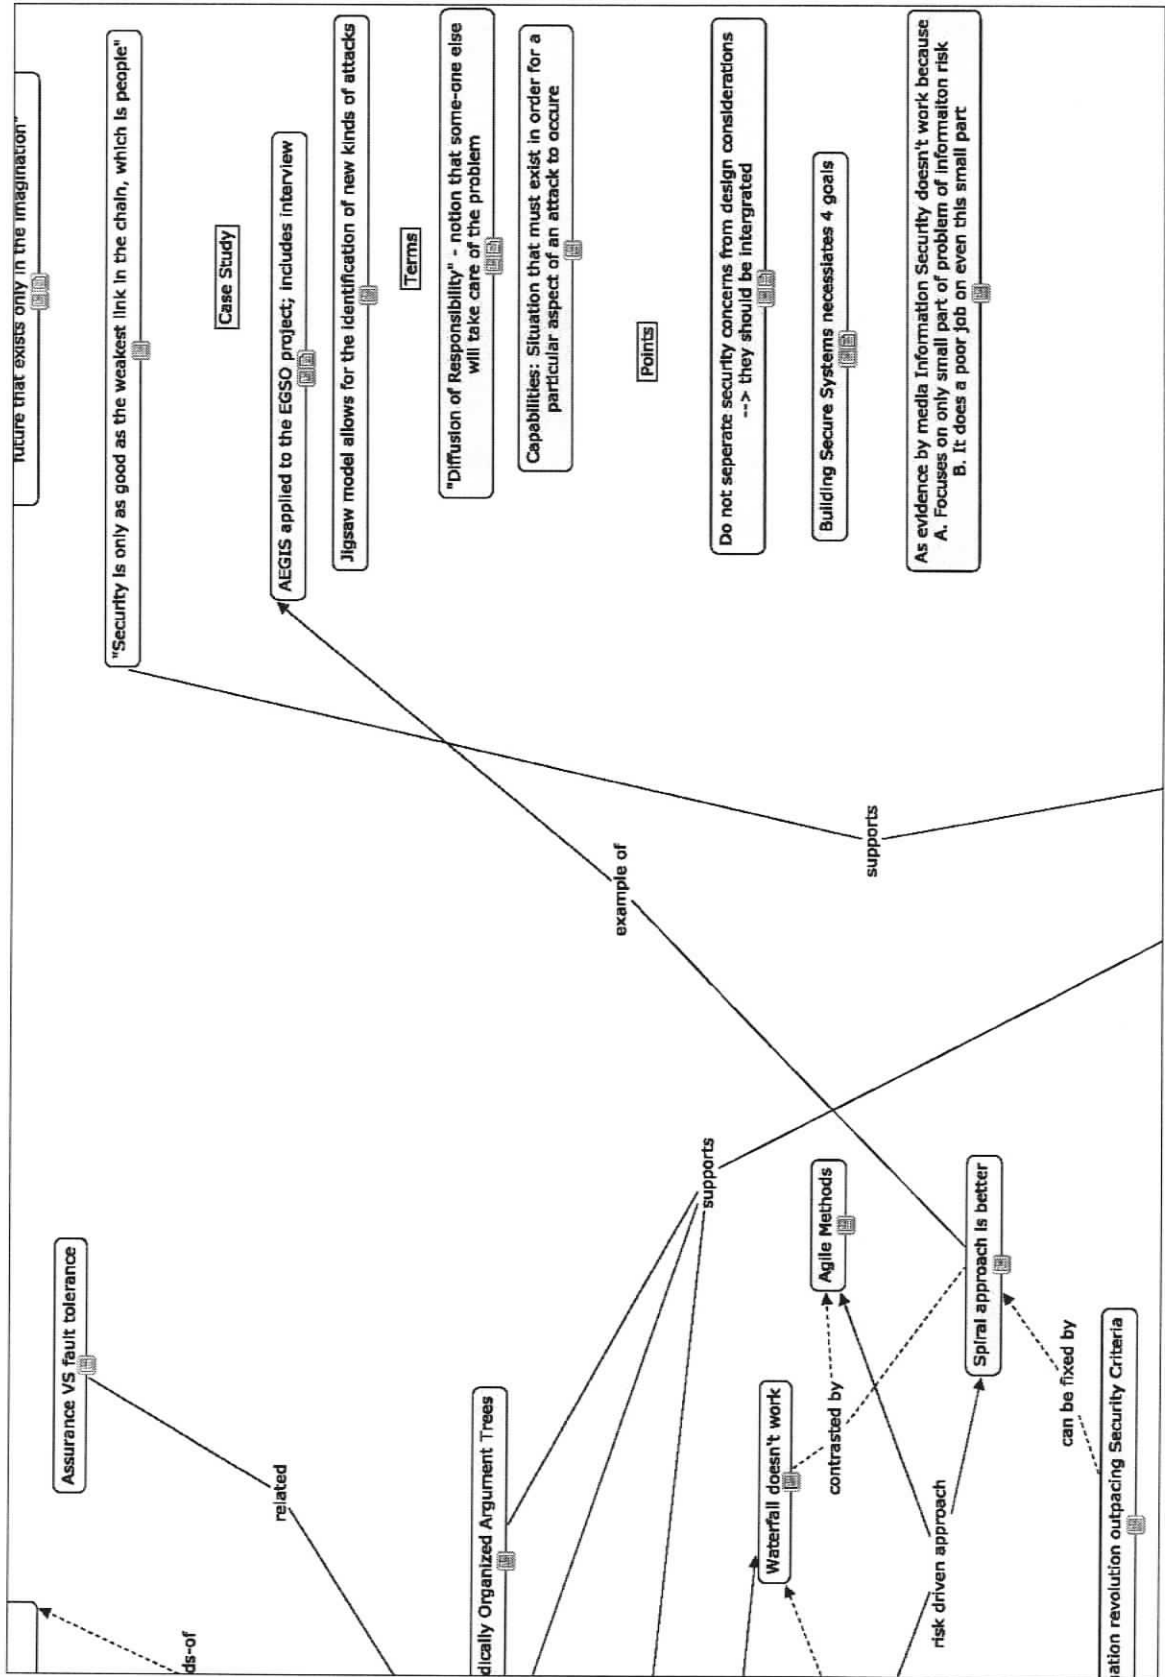 ds-of
Assurance VS fault tolerance
related
dically Organized Argument Trees
supports
Waterfall doesn't work
Agile Methods
contrasted by
risk driven approach
Spiral approach is better
can be fixed by
ation revolution outpacing Security Criteria
example of
supports
future that exists only in the imagination"
"Security is only as good as the weakest link in the chain, which is people"
Case Study
AEGIS applied to the EGSO project; includes interview
Jigsaw model allows for the identification of new kinds of attacks
Terms
"Diffusion of Responsibility" - notion that some-one else
will take care of the problem
Capabilities: Situation that must exist in order for a
particular aspect of an attack to occure
Points
Do not seperate security concerns from design considerations
--> they should be intergrated
Building Secure Systems necessiates 4 goals
As evidence by media Information Security doesn't work because
A. Focuses on only small part of problem of informaiton risk
B. It does a poor job on even this small part